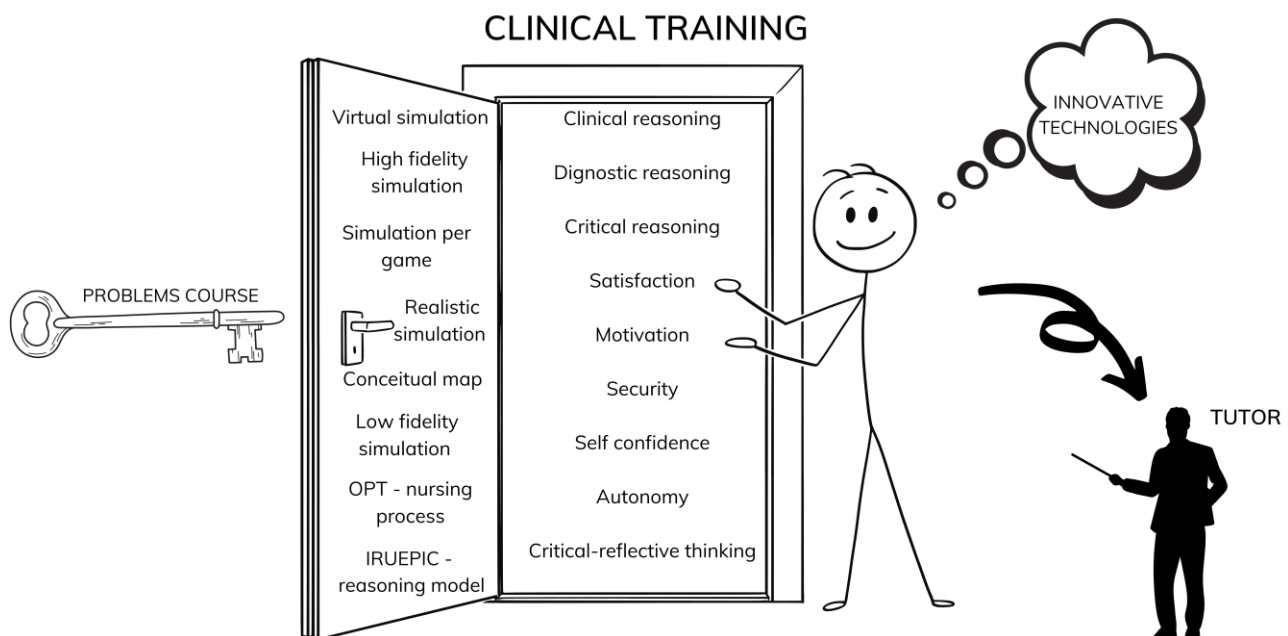 CLINICAL TRAINING
INNOVATIVE
TECHNOLOGIES
PROBLEMS COURSE
Virtual simulation
High fidelity
simulation
Simulation per
game
Realistic
simulation
Conceitual map
Low fidelity
simulation
OPT - nursing
process
IRUEPIC -
reasoning model
Clinical reasoning
Dignostic reasoning
Critical reasoning
Satisfaction
Motivation
Security
Self confidence
Autonomy
Critical-reflective thinking
TUTOR